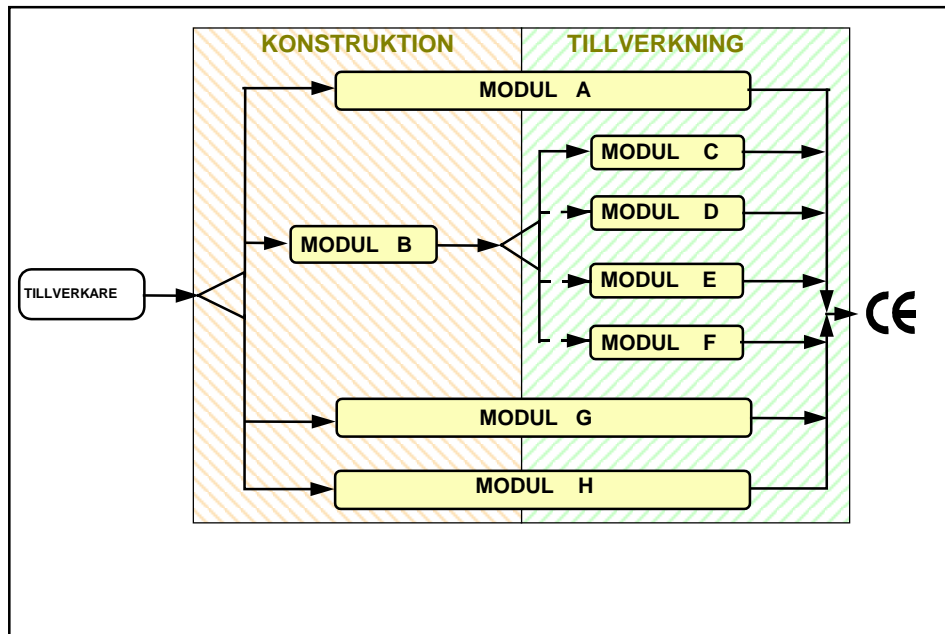 KONSTRUKTION TILLVERKNING
MODUL A
MODUL C
MODUL D
MODUL B
MODUL E
TILLVERKARE
CE
MODUL F
MODUL G
MODUL H